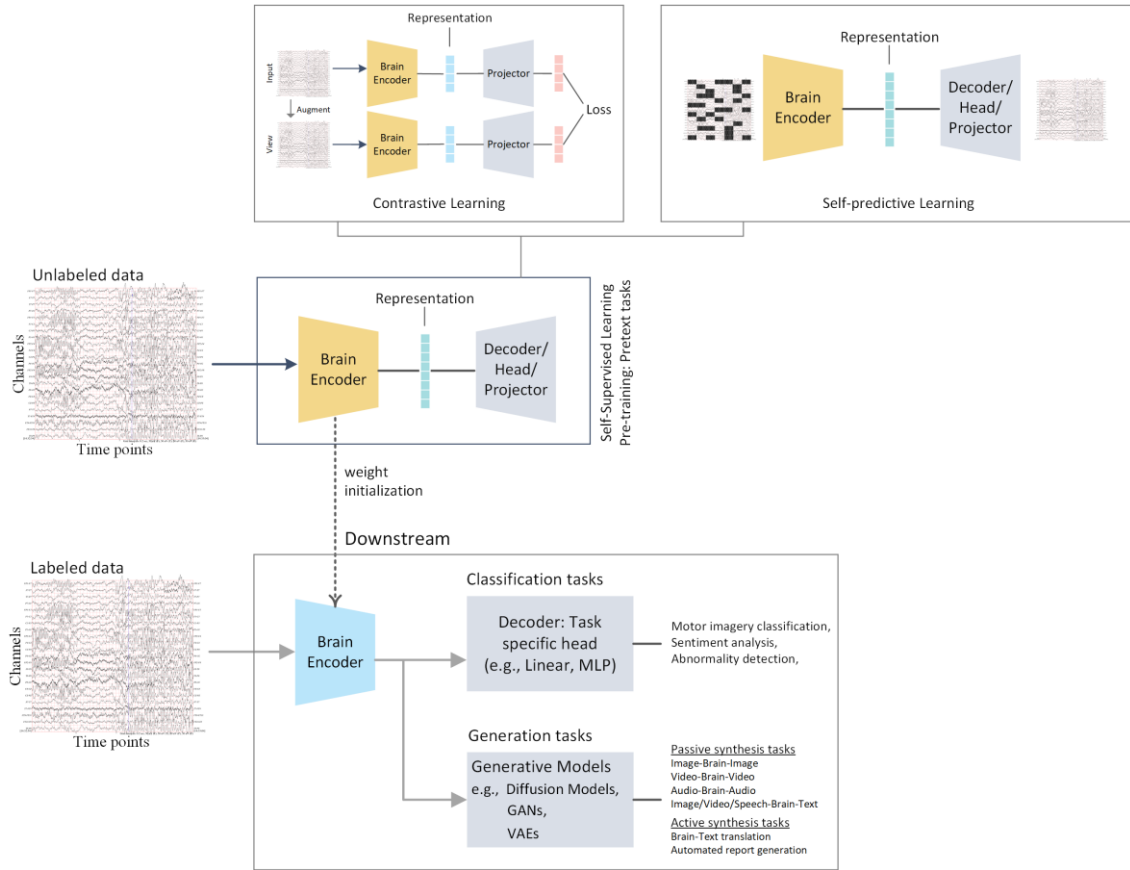 Representation
Input
Brain
Encoder
Projector
Augment
Loss
View
Brain
Encoder
Projector
Contrastive Learning
Representation
Brain
Encoder
Decoder/
Head/
Projector
Self-predictive Learning
Unlabeled data
Channels
Time points
Representation
Brain
Encoder
Decoder/
Head/
Projector
Self-Supervised Learning
Pre-training: Pretext tasks
weight
initialization
Downstream
Labeled data
Channels
Time points
Brain
Encoder
Classification tasks
Decoder: Task
specific head
(e.g., Linear, MLP)
Motor imagery classification,
Sentiment analysis,
Abnormality detection,
Generation tasks
Generative Models
e.g., Diffusion Models,
GANs,
VAEs
Passive synthesis tasks
Image-Brain-Image
Video-Brain-Video
Audio-Brain-Audio
Image/Video/Speech-Brain-Text
Active synthesis tasks
Brain-Text translation
Automated report generation